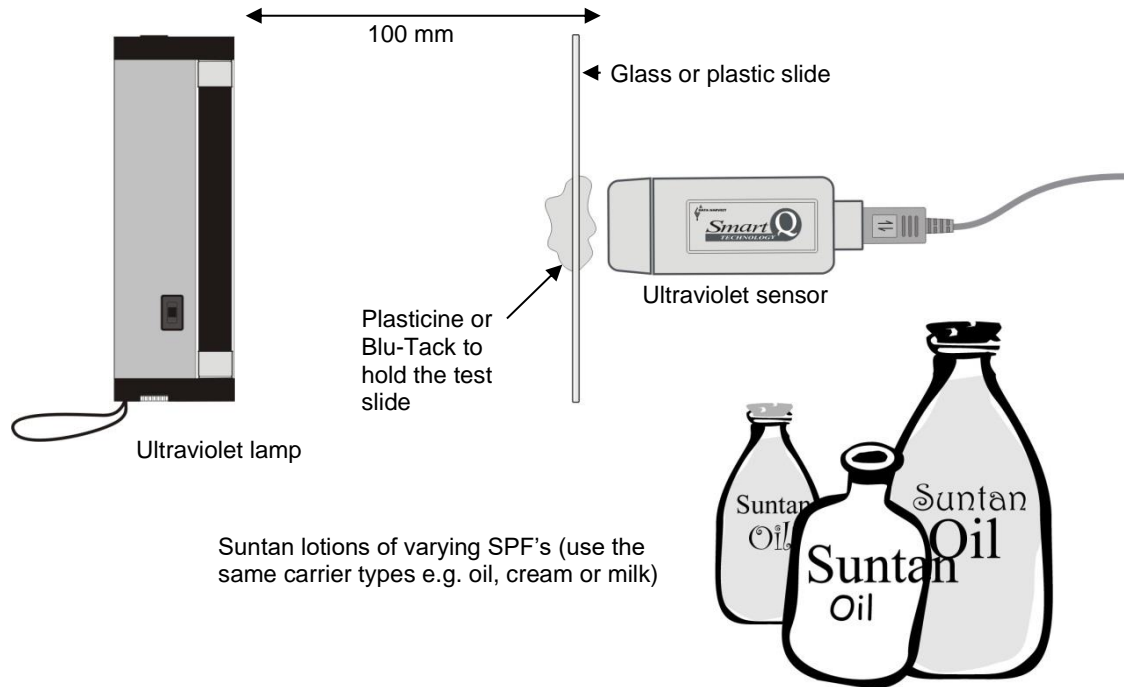 100 mm
Glass or plastic slide
DATA HARVEST
Smart Q
TECHNOLOGY
Ultraviolet sensor
Plasticine or
Blu-Tack to
hold the test
slide
Ultraviolet lamp
Suntan lotions of varying SPF's (use the
same carrier types e.g. oil, cream or milk)
Suntan
Oil
Suntan
Oil
Suntan
Oil